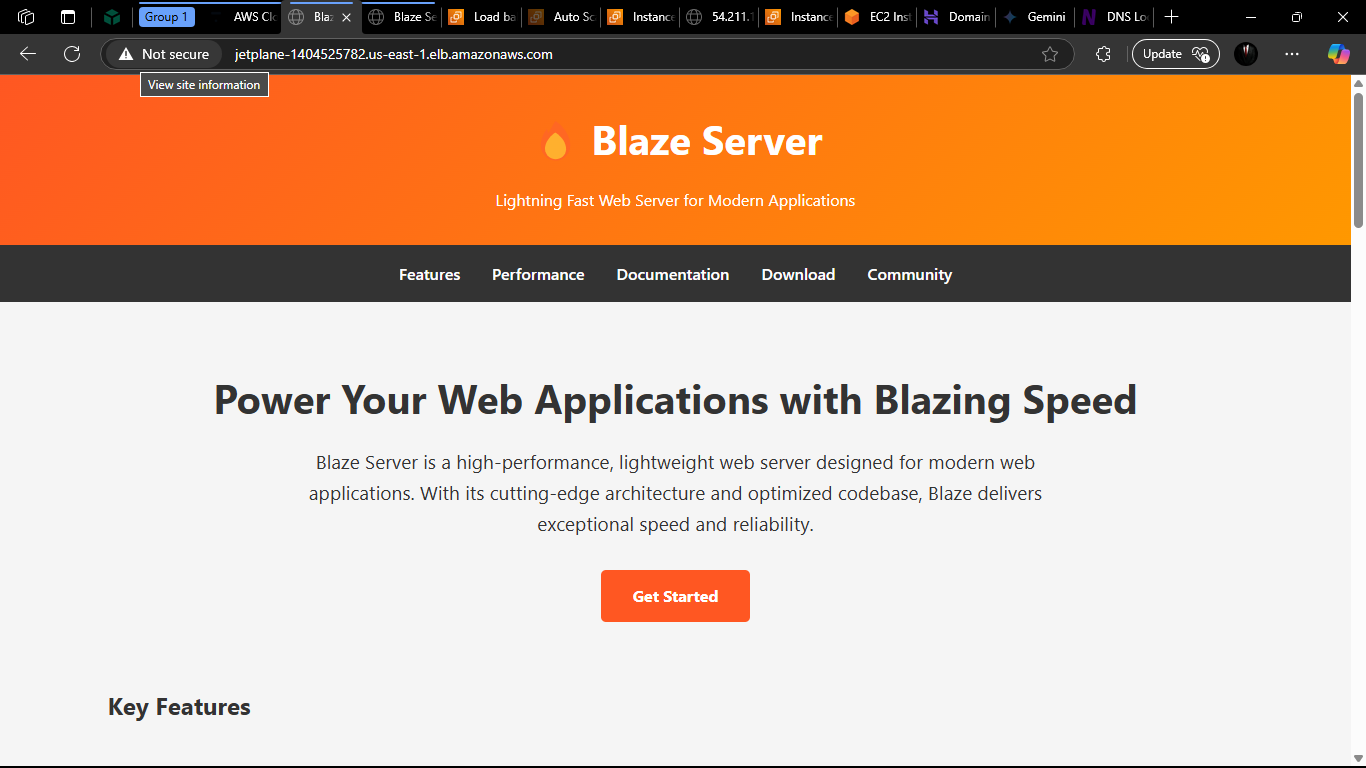 Group 1
AWS Clo
Blaz
Blaze Se
Load ba
Auto Sc
Instance
54.211.1
Instance
EC2 Inst
Domain
Gemini
DNS Loo
Not secure
jetplane-1404525782.us-east-1.elb.amazonaws.com
Update
View site information
Blaze Server
Lightning Fast Web Server for Modern Applications
Features
Performance
Documentation
Download
Community
Power Your Web Applications with Blazing Speed
Blaze Server is a high-performance, lightweight web server designed for modern web
applications. With its cutting-edge architecture and optimized codebase, Blaze delivers
exceptional speed and reliability.
Get Started
Key Features